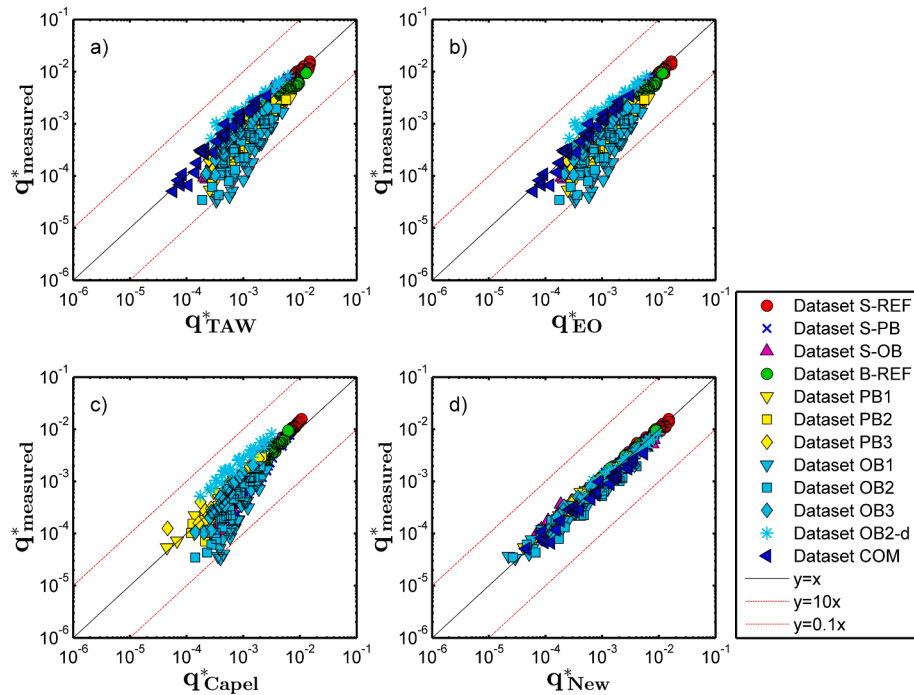 a)
q*measured
10^-1
10^-2
10^-3
10^-4
10^-5
10^-6
10^-6 10^-5 10^-4 10^-3 10^-2 10^-1
q*TAW
b)
q*measured
10^-1
10^-2
10^-3
10^-4
10^-5
10^-6
10^-6 10^-5 10^-4 10^-3 10^-2 10^-1
q*EO
c)
q*measured
10^-1
10^-2
10^-3
10^-4
10^-5
10^-6
10^-6 10^-5 10^-4 10^-3 10^-2 10^-1
q*Capel
d)
q*measured
10^-1
10^-2
10^-3
10^-4
10^-5
10^-6
10^-6 10^-5 10^-4 10^-3 10^-2 10^-1
q*New
Dataset S-REF
Dataset S-PB
Dataset S-OB
Dataset B-REF
Dataset PB1
Dataset PB2
Dataset PB3
Dataset OB1
Dataset OB2
Dataset OB3
Dataset OB2-d
Dataset COM
y=x
y=10x
y=0.1x